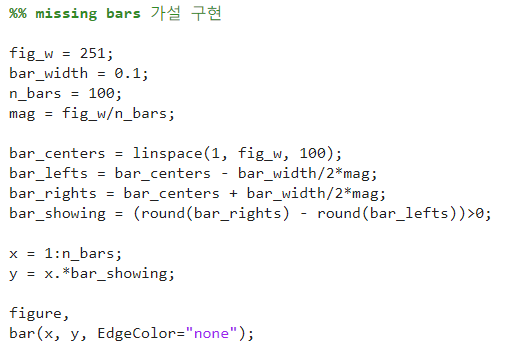 %% missing bars 가설 구현
fig_w = 251;
bar_width = 0.1;
n_bars = 100;
mag = fig_w/n_bars;
bar_centers = linspace(1, fig_w, 100);
bar_lefts = bar_centers - bar_width/2*mag;
bar_rights = bar_centers + bar_width/2*mag;
bar_showing = (round(bar_rights) - round(bar_lefts))>0;
x = 1:n_bars;
y = x.*bar_showing;
figure,
bar(x, y, EdgeColor="none");